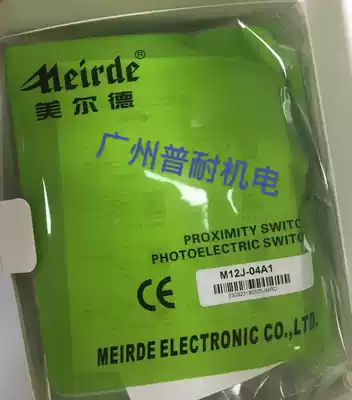 Meirde®
美尔德
广州普耐机电
PROXIMITY SWITC
PHOTOELECTRIC SWITC
M12J-04A1
CE
MEIRDE ELECTRONIC CO.,LTD.